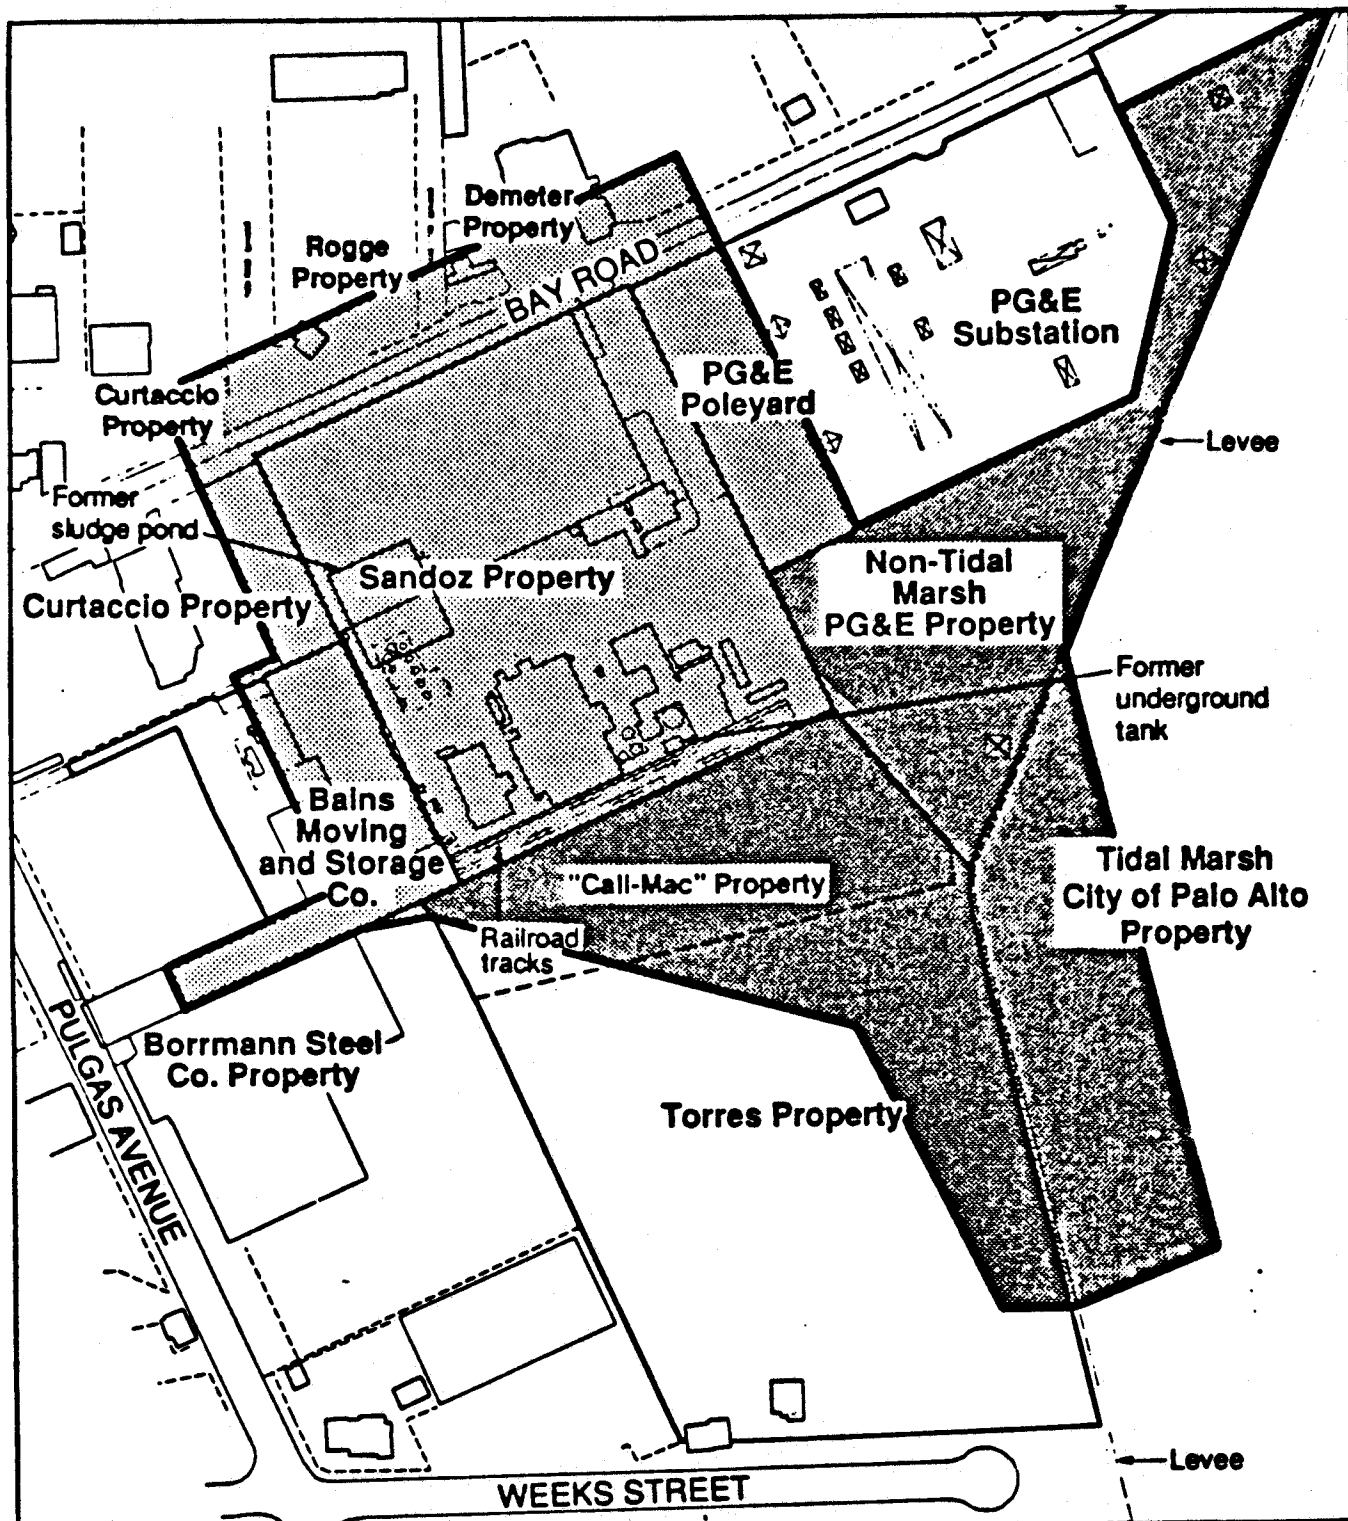 Demeter
Property
Rogge
Property
BAY ROAD
PG&E
Substation
Curtaccio
Property
PG&E
Poleyard
Levee
Former
sludge pond
Sandoz Property
Non-Tidal
Marsh
PG&E Property
Curtaccio Property
Former
underground
tank
Bains
Moving
and Storage
Co.
"Call-Mac" Property
Tidal Marsh
City of Palo Alto
Property
Railroad
tracks
PULGAS AVENUE
Borrmann Steel
Co. Property
Torres Property
Levee
WEEKS STREET